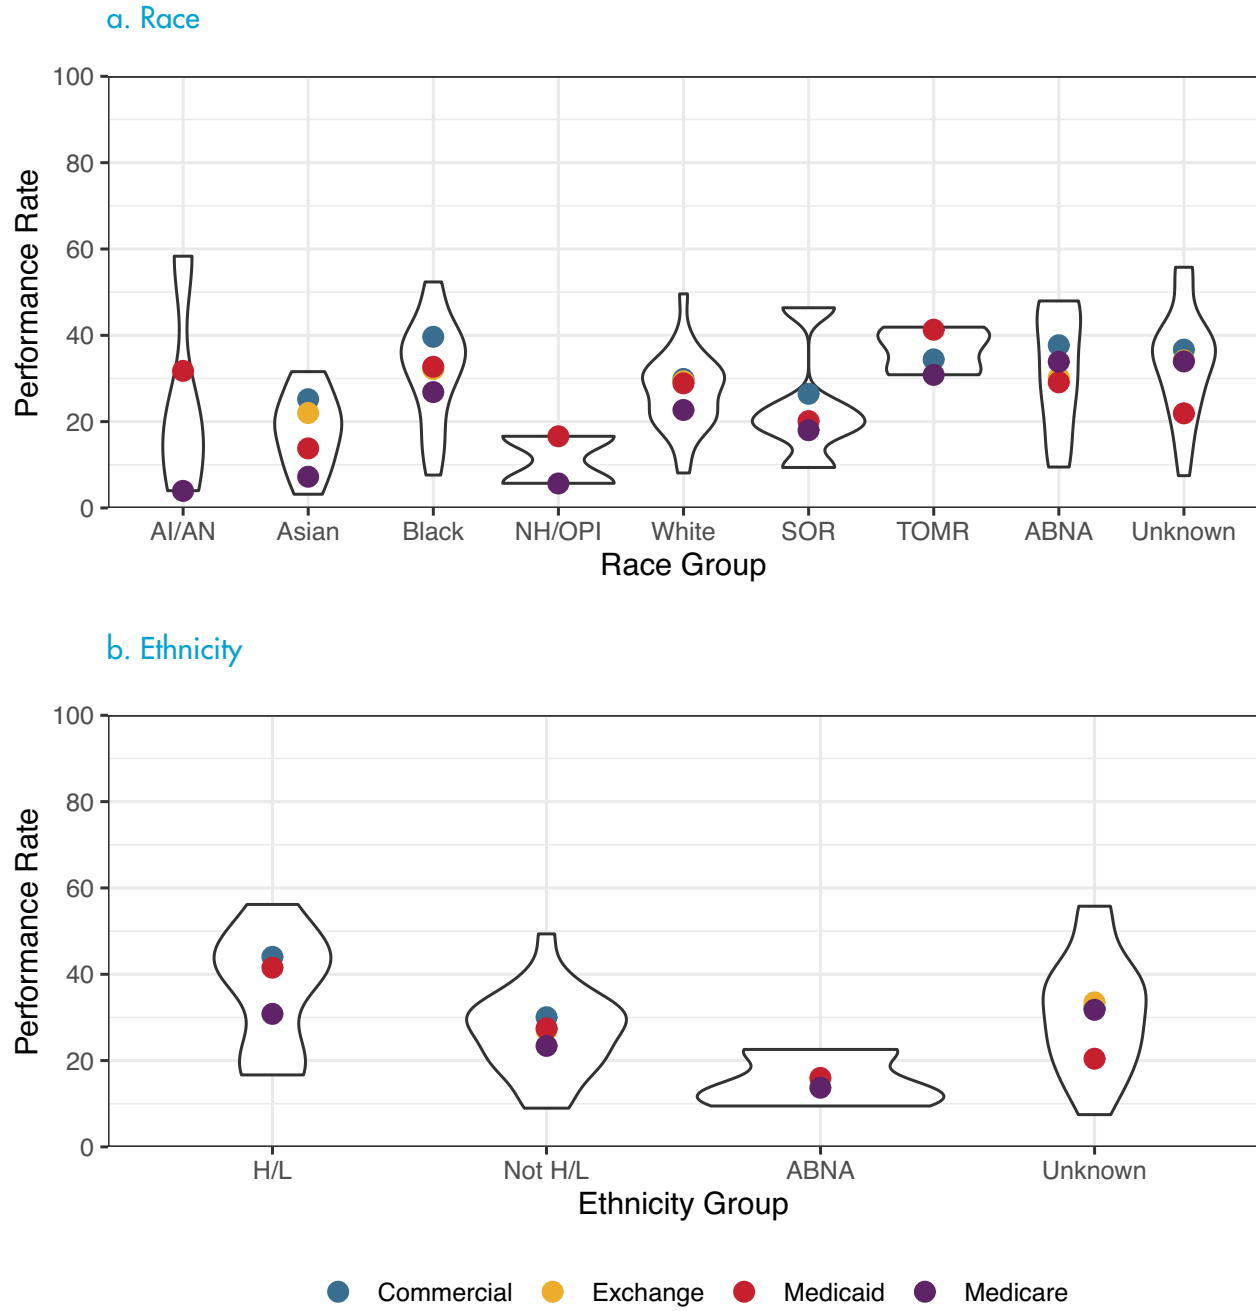 a. Race
100
80
60
40
20
0
Performance Rate
AI/AN Asian Black NH/OPI White SOR TOMR ABNA Unknown
Race Group
b. Ethnicity
100
80
60
40
20
0
Performance Rate
H/L Not H/L ABNA Unknown
Ethnicity Group
Commercial Exchange Medicaid Medicare